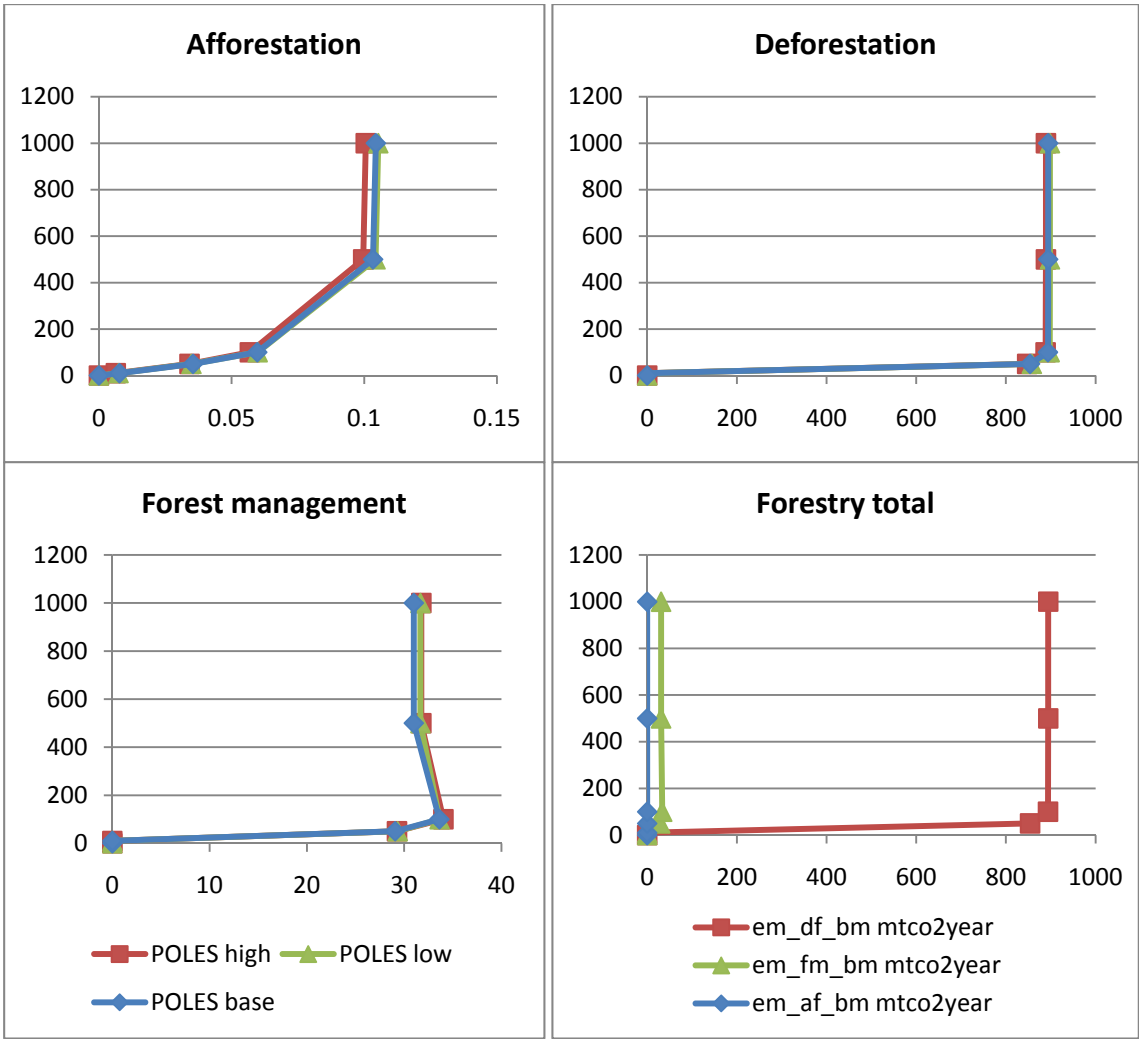 Afforestation
1200
1000
800
600
400
200
0
0 0.05 0.1 0.15
Deforestation
1200
1000
800
600
400
200
0
0 200 400 600 800 1000
Forest management
1200
1000
800
600
400
200
0
0 10 20 30 40
POLES high POLES low
POLES base
Forestry total
1200
1000
800
600
400
200
0
0 200 400 600 800 1000
em_df_bm mtco2year
em_fm_bm mtco2year
em_af_bm mtco2year